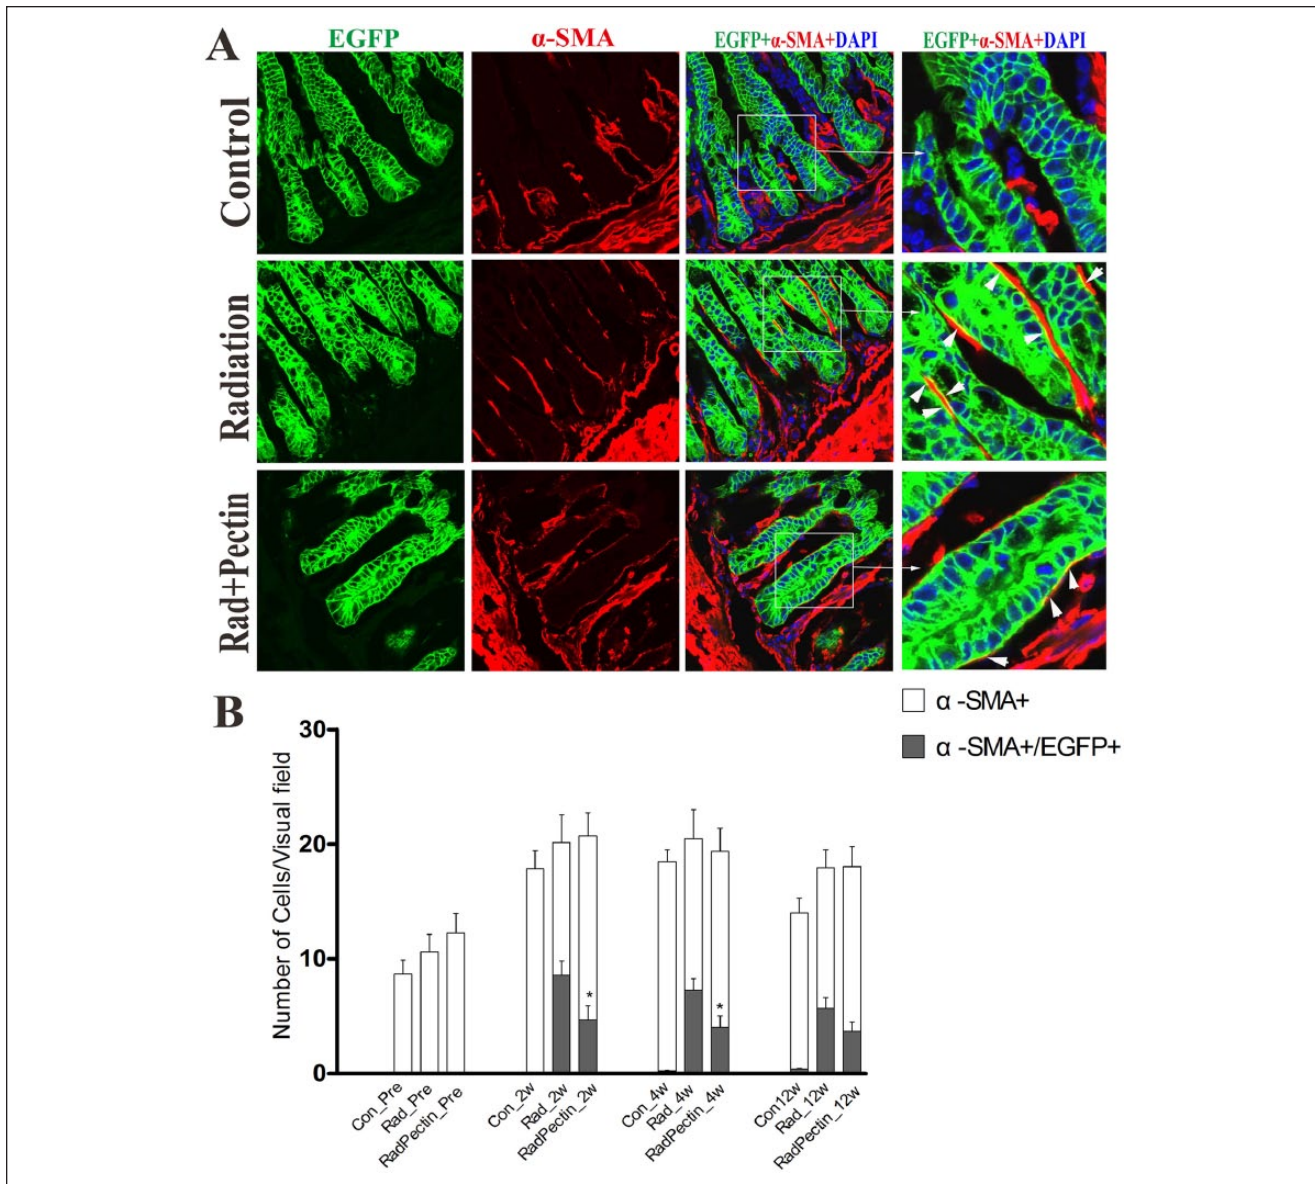 A
EGFP α-SMA EGFP+α-SMA+DAPI EGFP+α-SMA+DAPI
Control
Radiation
Rad+Pectin
B
α -SMA+
α -SMA+/EGFP+
Number of Cells/Visual field
30
20
10
0
* *
Con_Pre Rad_Pre RadPectin_Pre Con_2w Rad_2w RadPectin_2w Con_4w Rad_4w RadPectin_4w Con12w Rad_12w RadPectin_12w